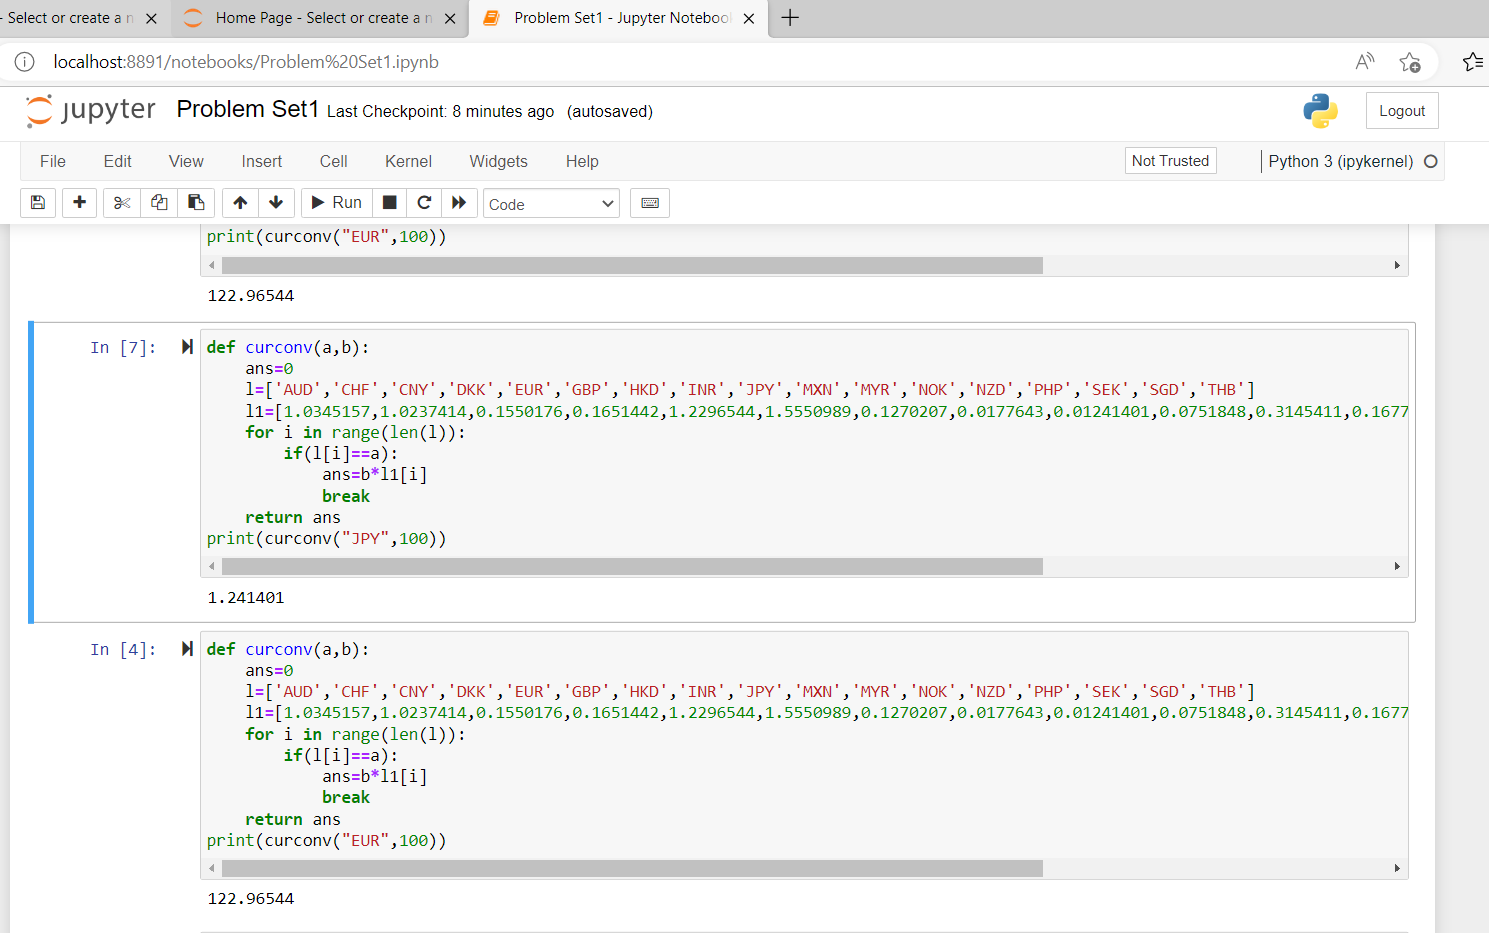 - Select or create a n
Home Page - Select or create a n
Problem Set1 - Jupyter Notebook
localhost:8891/notebooks/Problem%20Set1.ipynb
jupyter Problem Set1 Last Checkpoint: 8 minutes ago (autosaved)
Logout
File Edit View Insert Cell Kernel Widgets Help
Not Trusted
Python 3 (ipykernel)
Run
Code
print(curconv("EUR",100))
122.96544
In [7]:
def curconv(a,b):
    ans=0
    l=['AUD','CHF','CNY','DKK','EUR','GBP','HKD','INR','JPY','MXN','MYR','NOK','NZD','PHP','SEK','SGD','THB']
    l1=[1.0345157,1.0237414,0.1550176,0.1651442,1.2296544,1.5550989,0.1270207,0.0177643,0.01241401,0.0751848,0.3145411,0.1677
    for i in range(len(l)):
        if(l[i]==a):
            ans=b*l1[i]
            break
    return ans
print(curconv("JPY",100))
1.241401
In [4]:
def curconv(a,b):
    ans=0
    l=['AUD','CHF','CNY','DKK','EUR','GBP','HKD','INR','JPY','MXN','MYR','NOK','NZD','PHP','SEK','SGD','THB']
    l1=[1.0345157,1.0237414,0.1550176,0.1651442,1.2296544,1.5550989,0.1270207,0.0177643,0.01241401,0.0751848,0.3145411,0.1677
    for i in range(len(l)):
        if(l[i]==a):
            ans=b*l1[i]
            break
    return ans
print(curconv("EUR",100))
122.96544